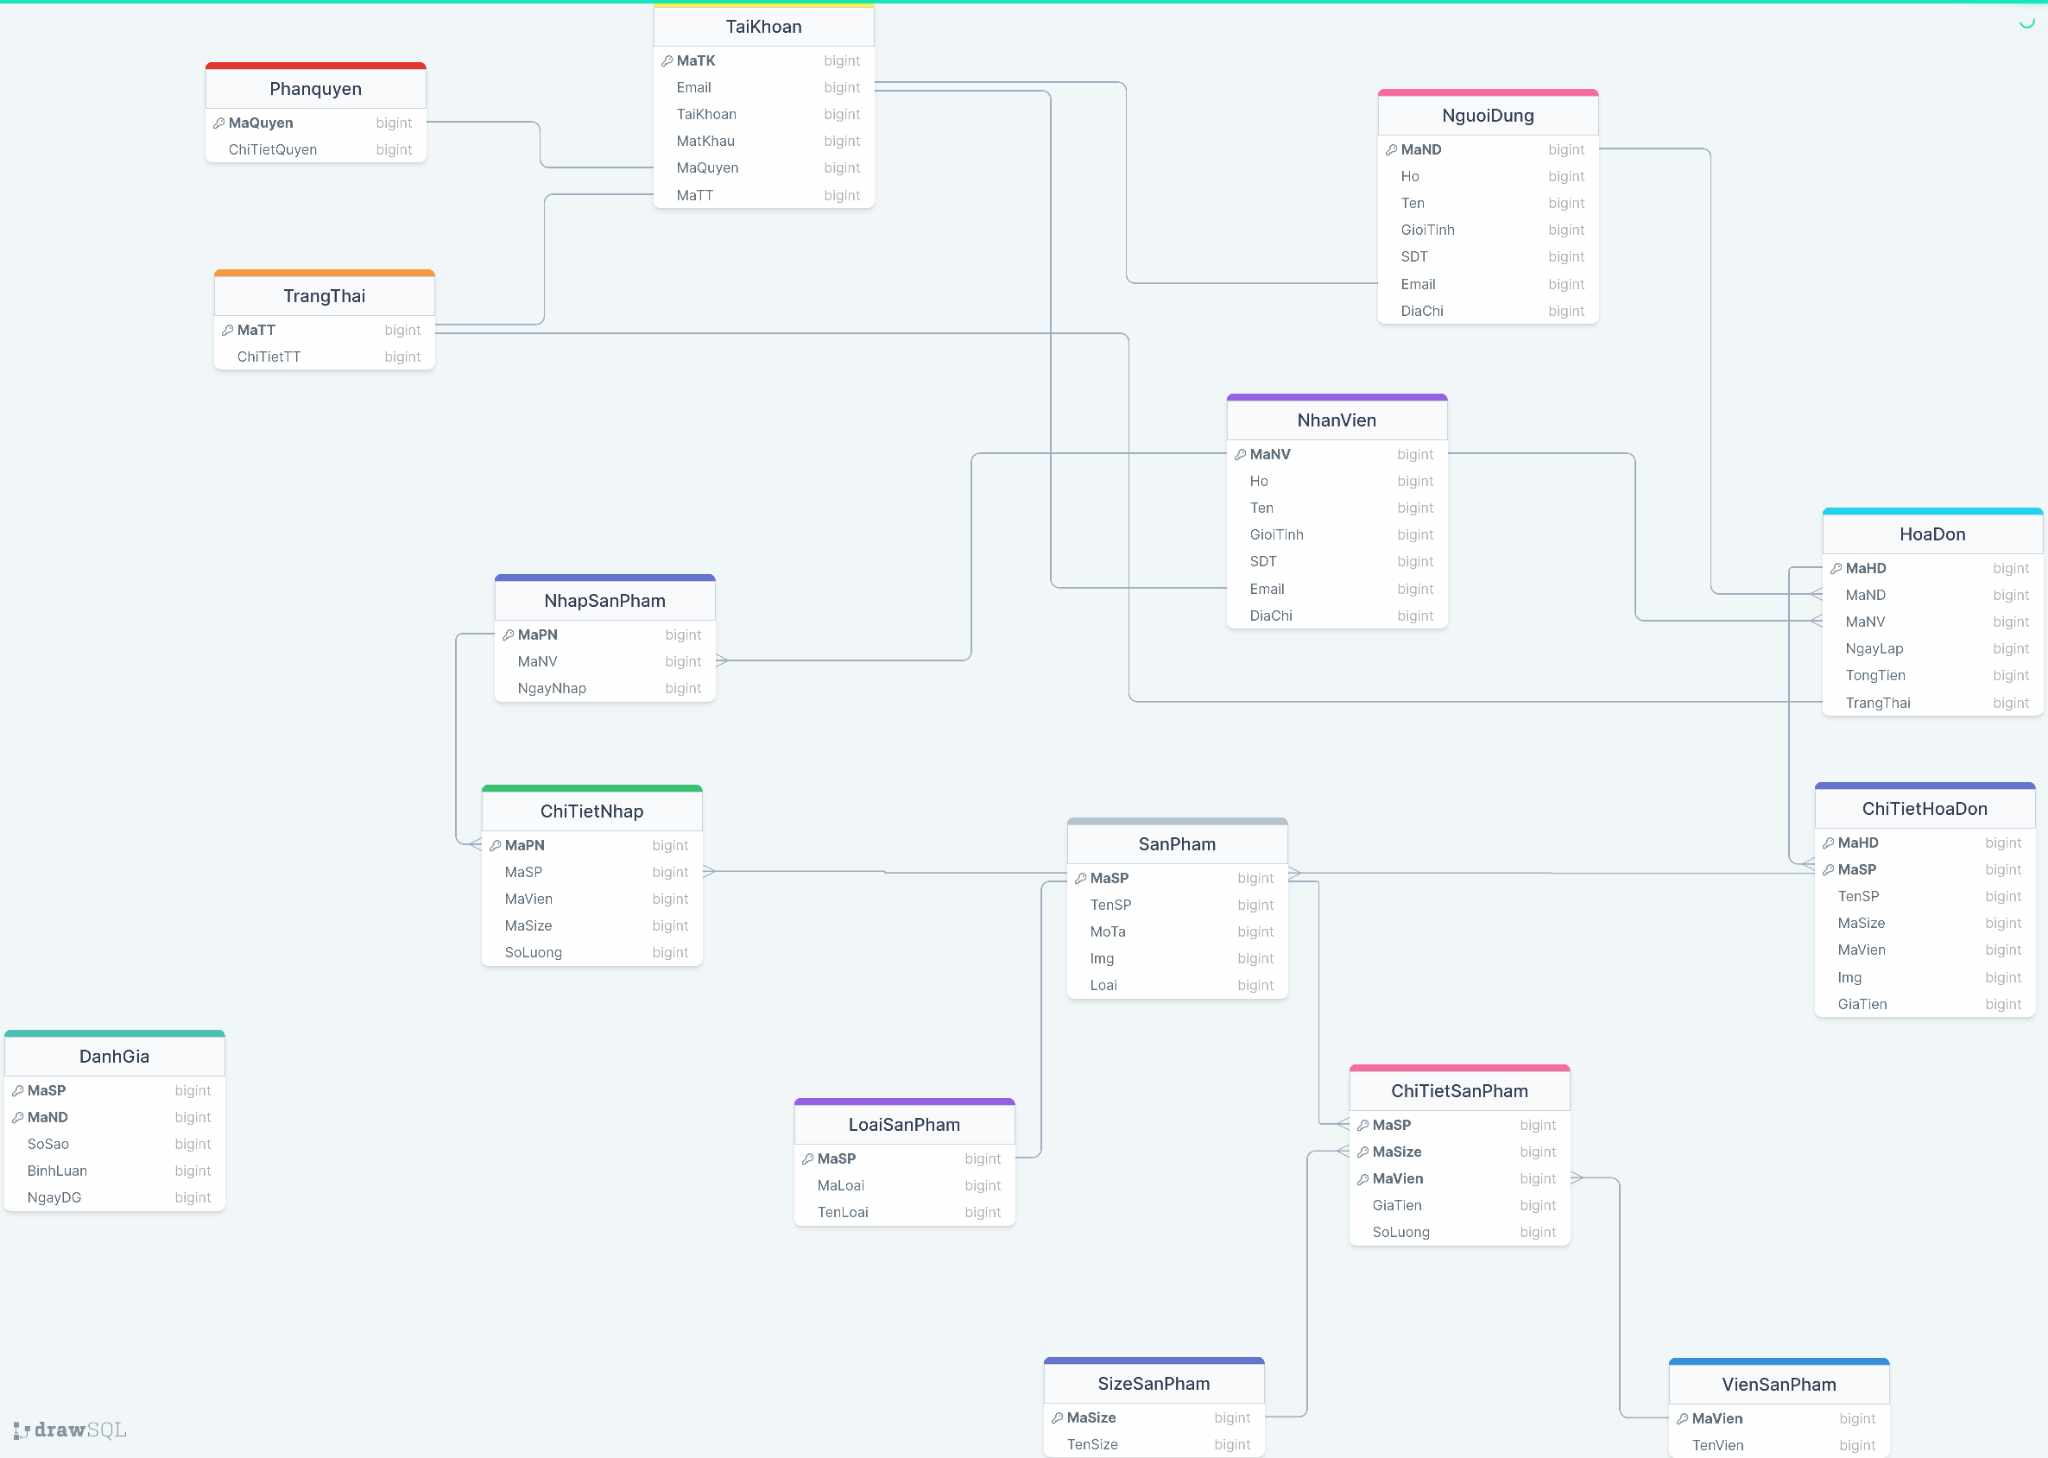 TaiKhoan
MaTK bigint
Email bigint
TaiKhoan bigint
MatKhau bigint
MaQuyen bigint
MaTT bigint
Phanquyen
MaQuyen bigint
ChiTietQuyen bigint
NguoiDung
MaND bigint
Ho bigint
Ten bigint
GioiTinh bigint
SDT bigint
Email bigint
DiaChi bigint
TrangThai
MaTT bigint
ChiTietTT bigint
NhanVien
MaNV bigint
Ho bigint
Ten bigint
GioiTinh bigint
SDT bigint
Email bigint
DiaChi bigint
HoaDon
MaHD bigint
MaND bigint
MaNV bigint
NgayLap bigint
TongTien bigint
TrangThai bigint
NhapSanPham
MaPN bigint
MaNV bigint
NgayNhap bigint
ChiTietNhap
MaPN bigint
MaSP bigint
MaVien bigint
MaSize bigint
SoLuong bigint
SanPham
MaSP bigint
TenSP bigint
MoTa bigint
Img bigint
Loai bigint
ChiTietHoaDon
MaHD bigint
MaSP bigint
TenSP bigint
MaSize bigint
MaVien bigint
Img bigint
GiaTien bigint
DanhGia
MaSP bigint
MaND bigint
SoSao bigint
BinhLuan bigint
NgayDG bigint
LoaiSanPham
MaSP bigint
MaLoai bigint
TenLoai bigint
ChiTietSanPham
MaSP bigint
MaSize bigint
MaVien bigint
GiaTien bigint
SoLuong bigint
SizeSanPham
MaSize bigint
TenSize bigint
VienSanPham
MaVien bigint
TenVien bigint
drawSQL